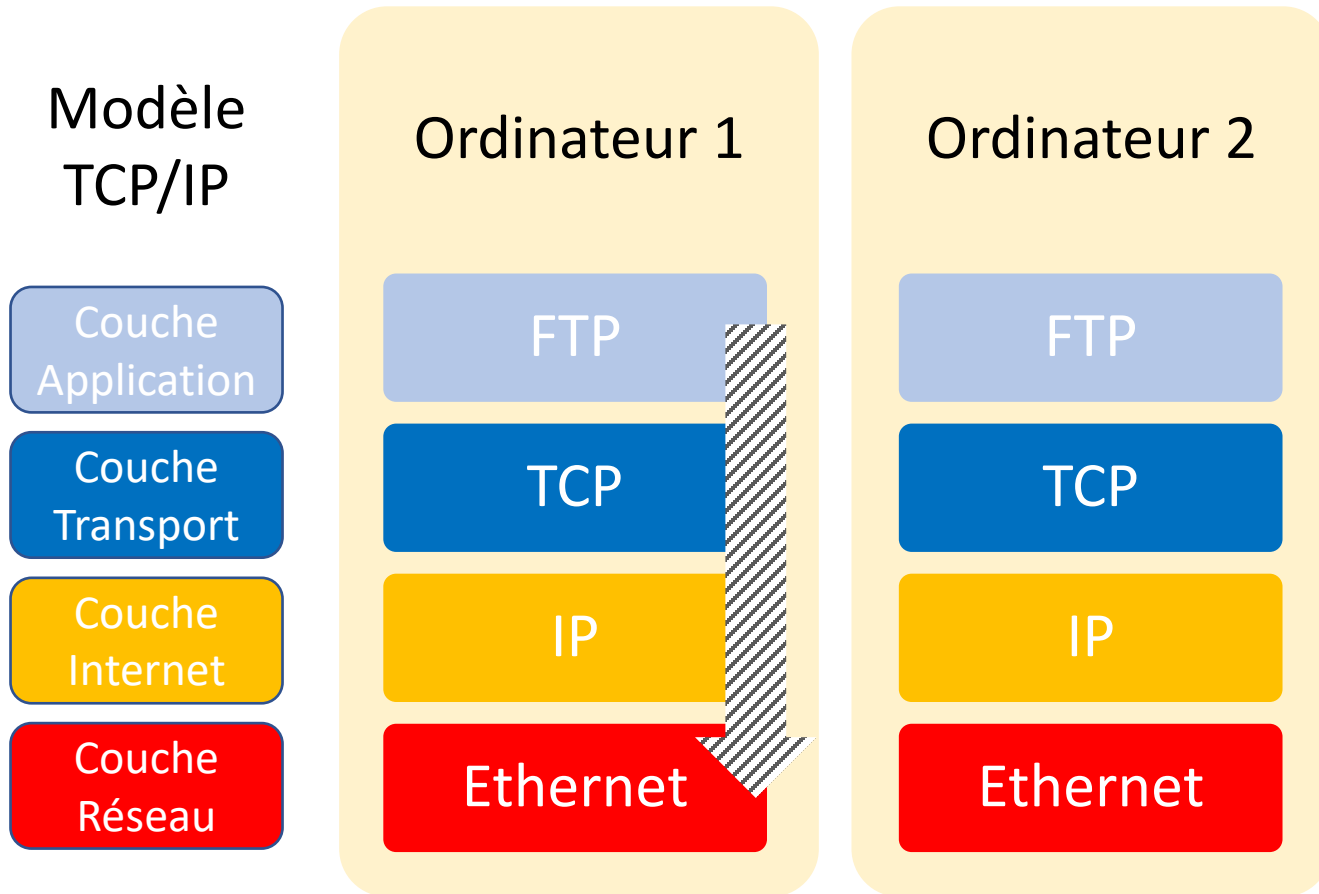 Modèle
TCP/IP
Ordinateur 1
Ordinateur 2
Couche
Application
FTP
FTP
Couche
Transport
TCP
TCP
Couche
Internet
IP
IP
Couche
Réseau
Ethernet
Ethernet